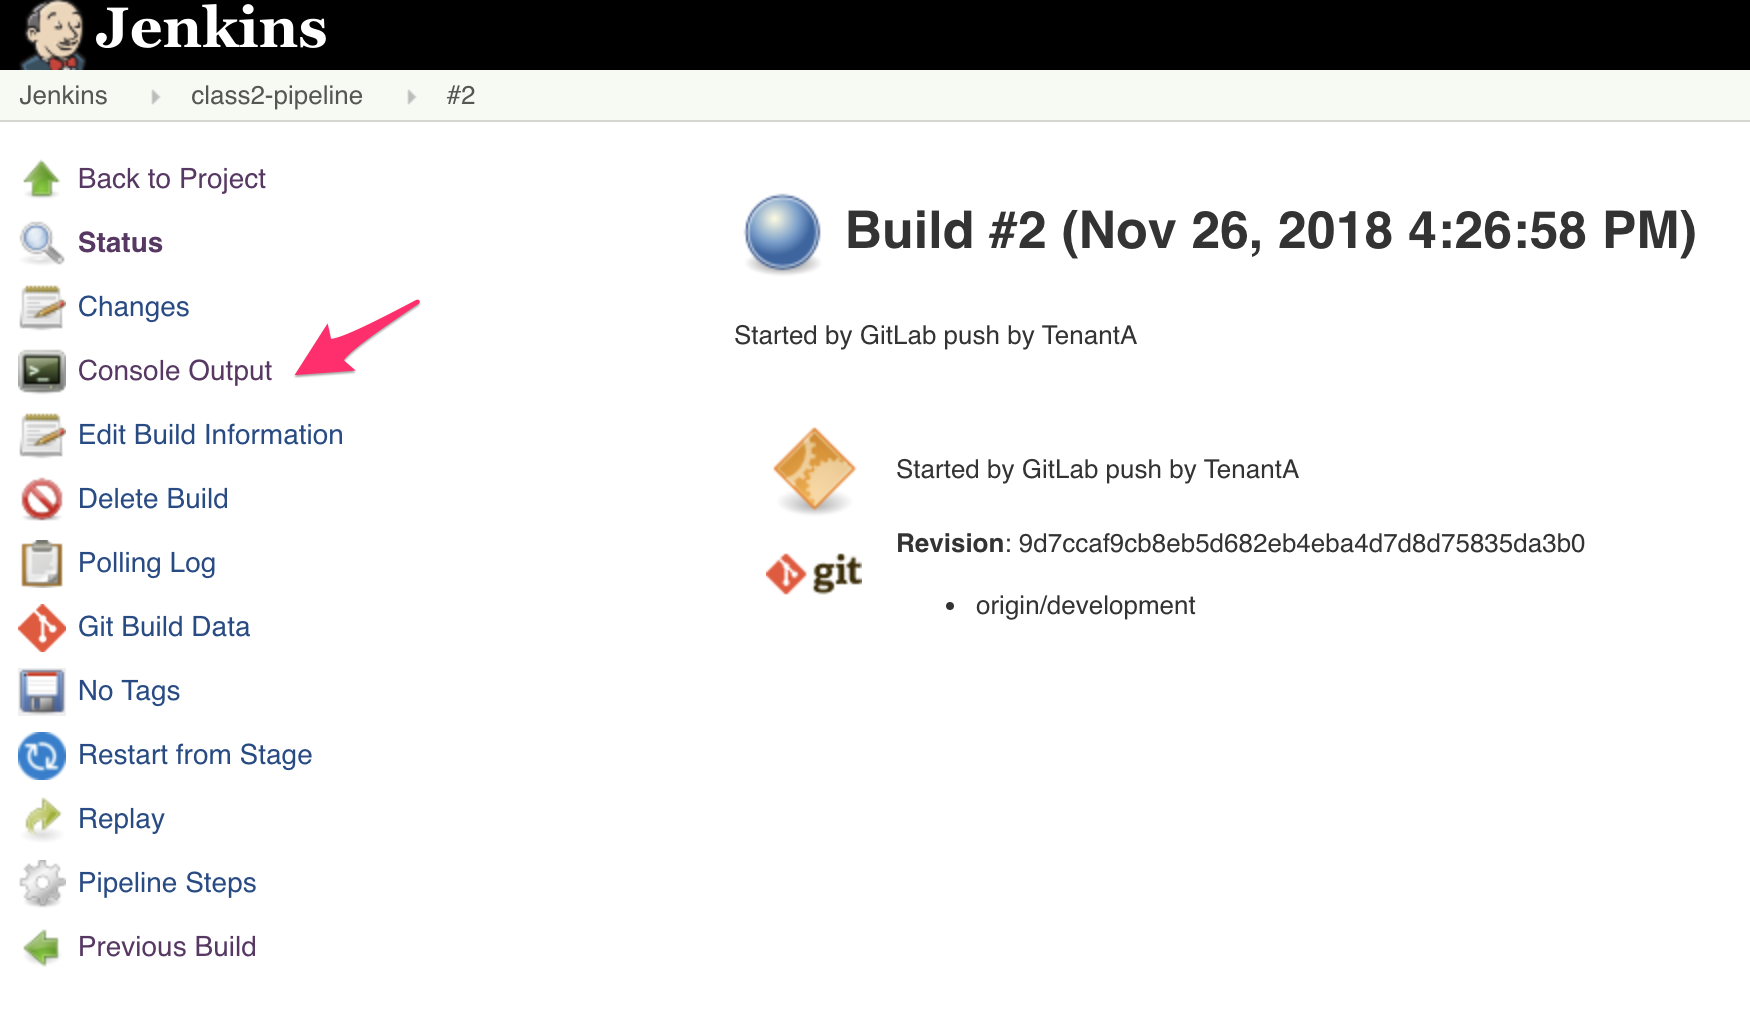 Jenkins
Jenkins class2-pipeline #2
Back to Project
Status
Changes
Console Output
Edit Build Information
Delete Build
Polling Log
Git Build Data
No Tags
Restart from Stage
Replay
Pipeline Steps
Previous Build
Build #2 (Nov 26, 2018 4:26:58 PM)
Started by GitLab push by TenantA
Started by GitLab push by TenantA
git
Revision: 9d7ccaf9cb8eb5d682eb4eba4d7d8d75835da3b0
origin/development